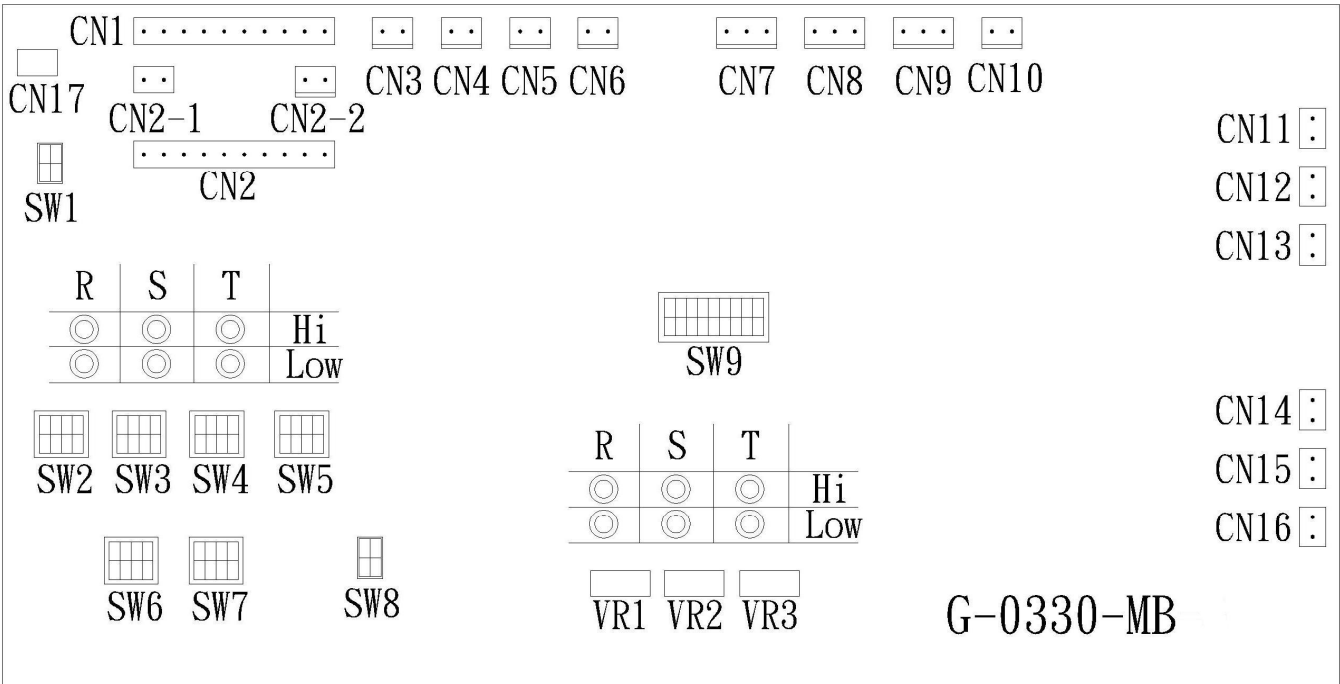 CN1
CN17
CN2-1
CN2-2
CN3 CN4 CN5 CN6 CN7 CN8 CN9 CN10
CN2
SW1
CN11
CN12
CN13
R S T
Hi
Low
SW9
SW2 SW3 SW4 SW5
SW6 SW7 SW8
R S T
Hi
Low
VR1 VR2 VR3
CN14
CN15
CN16
G-0330-MB